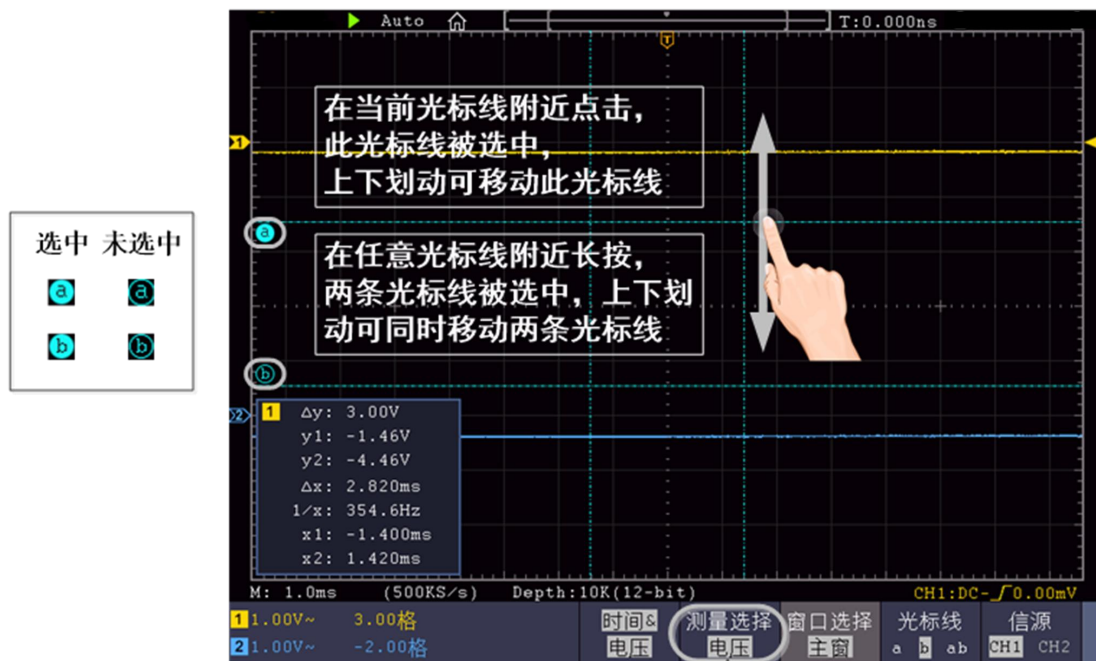 Auto T:0.000ns
T
在当前光标线附近点击，
此光标线被选中，
上下划动可移动此光标线
1
选中 未选中
a a
b b
a
在任意光标线附近长按，
两条光标线被选中，上下划
动可同时移动两条光标线
b
2
1 Δy: 3.00V
y1: -1.46V
y2: -4.46V
Δx: 2.820ms
1/x: 354.6Hz
x1: -1.400ms
x2: 1.420ms
M: 1.0ms (500KS/s) Depth:10K(12-bit) CH1:DC- 0.00mV
1 1.00V~ 3.00格
2 1.00V~ -2.00格
时间& 测量选择 窗口选择 光标线 信源
电压 电压 主窗 a b ab CH1 CH2